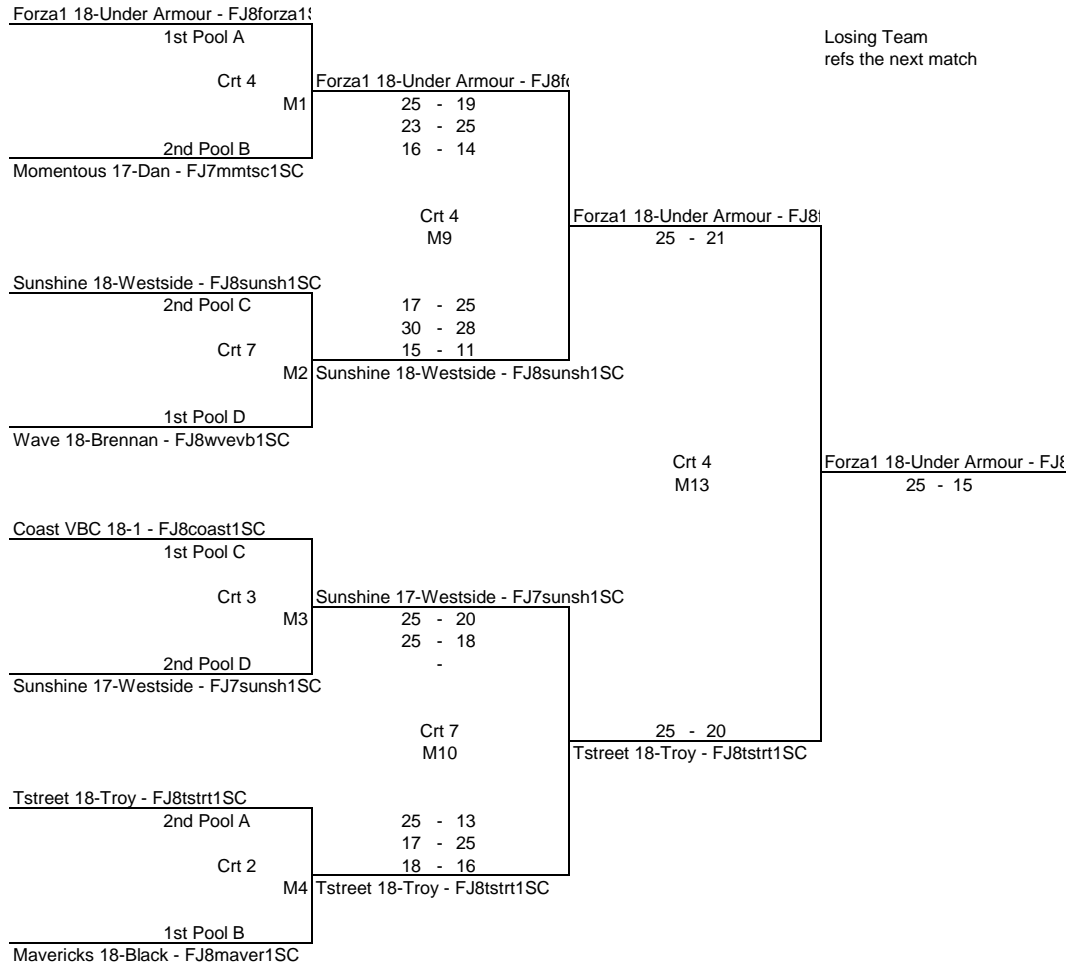 Forza1 18-Under Armour - FJ8forza1
1st Pool A
Losing Team
refs the next match
Crt 4
Forza1 18-Under Armour - FJ8f
M1
25 - 19
23 - 25
2nd Pool B
16 - 14
Momentous 17-Dan - FJ7mmtsc1SC
Crt 4
Forza1 18-Under Armour - FJ8
M9
25 - 21
Sunshine 18-Westside - FJ8sunsh1SC
2nd Pool C
17 - 25
30 - 28
Crt 7
15 - 11
M2
Sunshine 18-Westside - FJ8sunsh1SC
1st Pool D
Wave 18-Brennan - FJ8wvevb1SC
Crt 4
Forza1 18-Under Armour - FJ8
M13
25 - 15
Coast VBC 18-1 - FJ8coast1SC
1st Pool C
Crt 3
Sunshine 17-Westside - FJ7sunsh1SC
M3
25 - 20
25 - 18
2nd Pool D
-
Sunshine 17-Westside - FJ7sunsh1SC
Crt 7
25 - 20
M10
Tstreet 18-Troy - FJ8tstrt1SC
Tstreet 18-Troy - FJ8tstrt1SC
2nd Pool A
25 - 13
17 - 25
Crt 2
18 - 16
M4
Tstreet 18-Troy - FJ8tstrt1SC
1st Pool B
Mavericks 18-Black - FJ8maver1SC